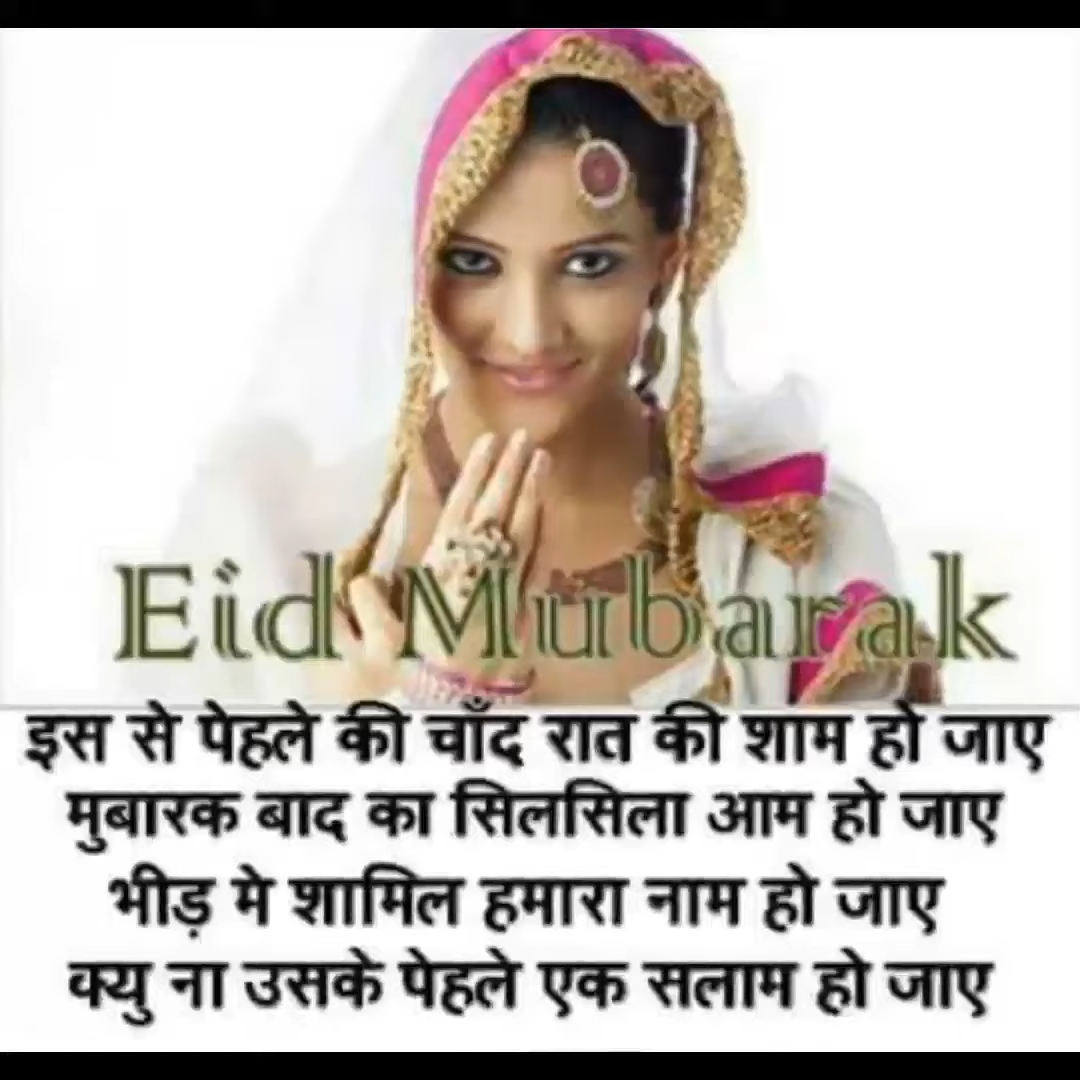 Eid Mubarak
इस से पेहले की चाँद रात की शाम हो जाए
मुबारक बाद का सिलसिला आम हो जाए
भीड़ मे शामिल हमारा नाम हो जाए
क्यु ना उसके पेहले एक सलाम हो जाए